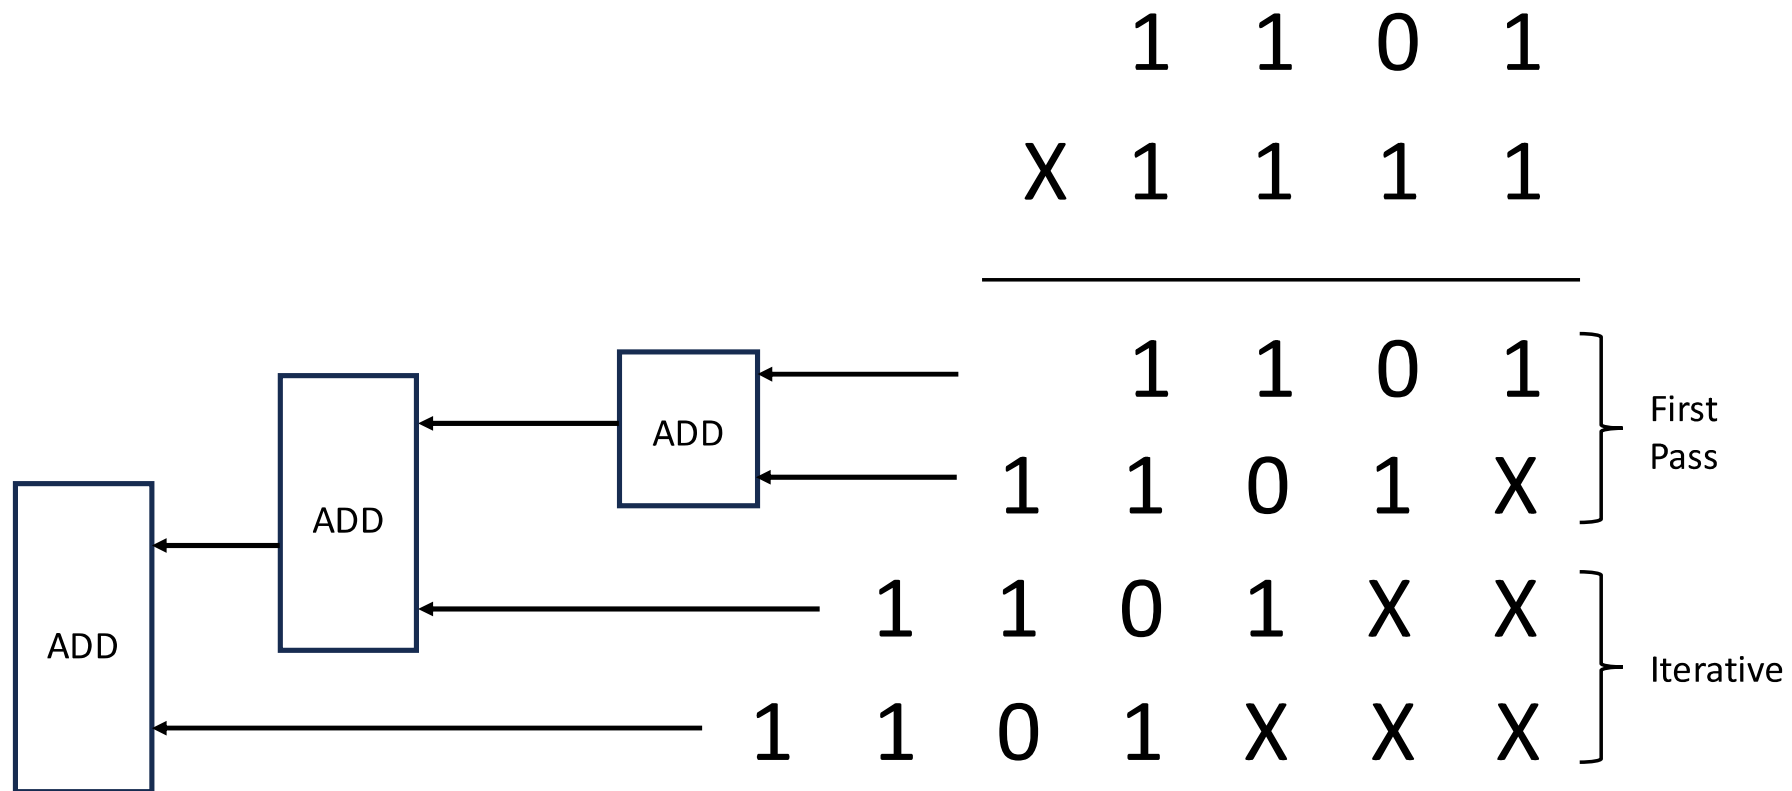 1 1 0 1
X 1 1 1 1
1 1 0 1
1 1 0 1 X
1 1 0 1 X X
1 1 0 1 X X X
ADD
ADD
ADD
First
Pass
Iterative